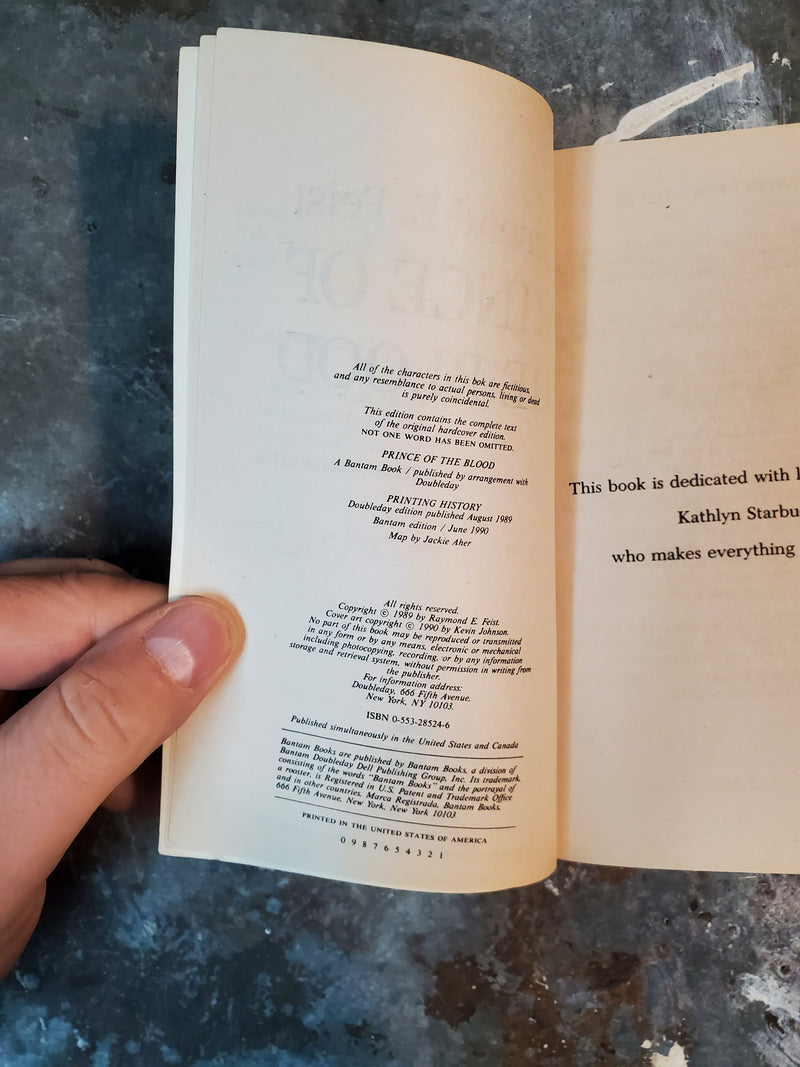 All of the characters in this bok are fictitious,
and any resemblance to actual persons, living or dead
is purely coincidental.
This edition contains the complete text
of the original hardcover edition.
NOT ONE WORD HAS BEEN OMITTED.
PRINCE OF THE BLOOD
A Bantam Book / published by arrangement with
Doubleday
PRINTING HISTORY
Doubleday edition published August 1989
Bantam edition / June 1990
Map by Jackie Aher
All rights reserved.
Copyright © 1989 by Raymond E. Feist.
Cover art copyright © 1990 by Kevin Johnson.
No part of this book may be reproduced or transmitted
in any form or by any means, electronic or mechanical
including photocopying, recording, or by any information
storage and retrieval system, without permission in writing from
the publisher.
For information address:
Doubleday, 666 Fifth Avenue,
New York, NY 10103.
ISBN 0-553-28524-6
Published simultaneously in the United States and Canada
Bantam Books are published by Bantam Books, a division of
Bantam Doubleday Dell Publishing Group, Inc. Its trademark,
consisting of the words "Bantam Books" and the portrayal of
a rooster, is Registered in U.S. Patent and Trademark Office
and in other countries. Marca Registrada, Bantam Books,
666 Fifth Avenue, New York, New York 10103
PRINTED IN THE UNITED STATES OF AMERICA
0 9 8 7 6 5 4 3 2 1
This book is dedicated with l
Kathlyn Starbu
who makes everything